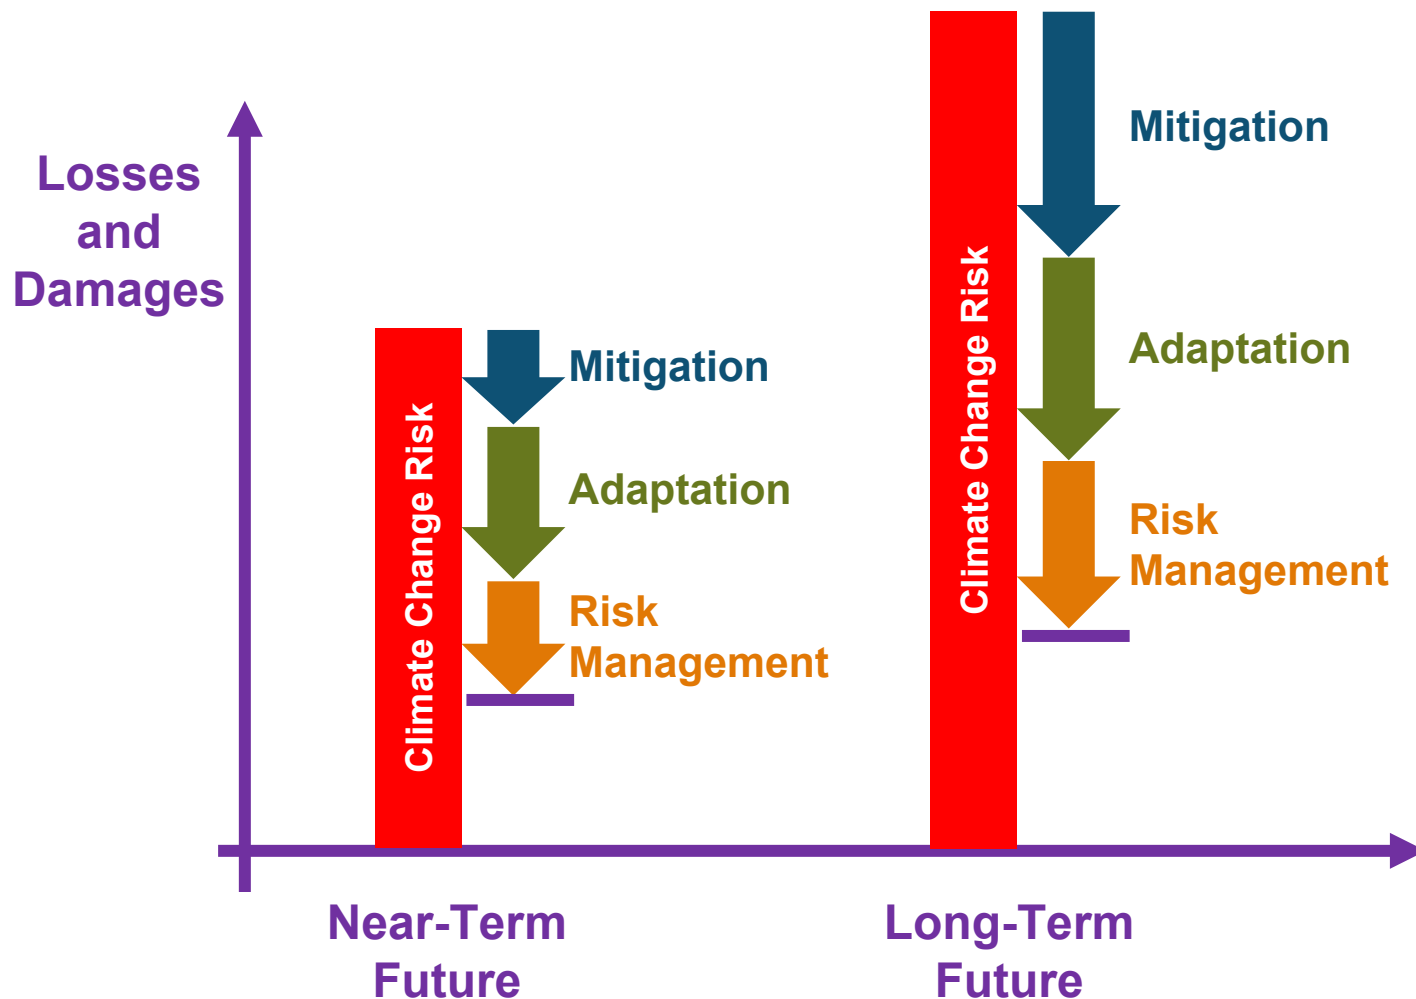 Losses
and
Damages
Climate Change Risk
Mitigation
Adaptation
Risk
Management
Climate Change Risk
Mitigation
Adaptation
Risk
Management
Near-Term
Future
Long-Term
Future